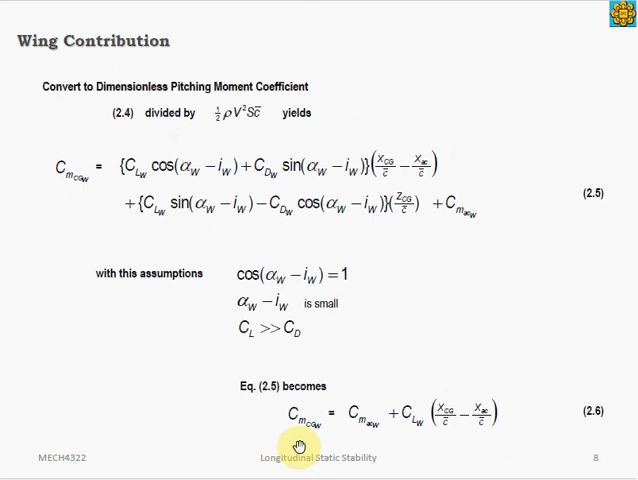 Wing Contribution
Convert to Dimensionless Pitching Moment Coefficient
(2.4) divided by ½ρV²Sc̄ yields
C_{m_{CG_W}} = {C_{L_W} cos(α_W − i_W) + C_{D_W} sin(α_W − i_W)}(x_{CG}/c̄ − x_{ac}/c̄)
+{C_{L_W} sin(α_W − i_W) − C_{D_W} cos(α_W − i_W)}(z_{CG}/c̄) + C_{m_{ac_W}}
(2.5)
with this assumptions cos(α_W − i_W) = 1
α_W − i_W is small
C_L >> C_D
Eq. (2.5) becomes
C_{m_{CG_W}} = C_{m_{ac_W}} + C_{L_W} (x_{CG}/c̄ − x_{ac}/c̄) (2.6)
MECH4322 Longitudinal Static Stability 8